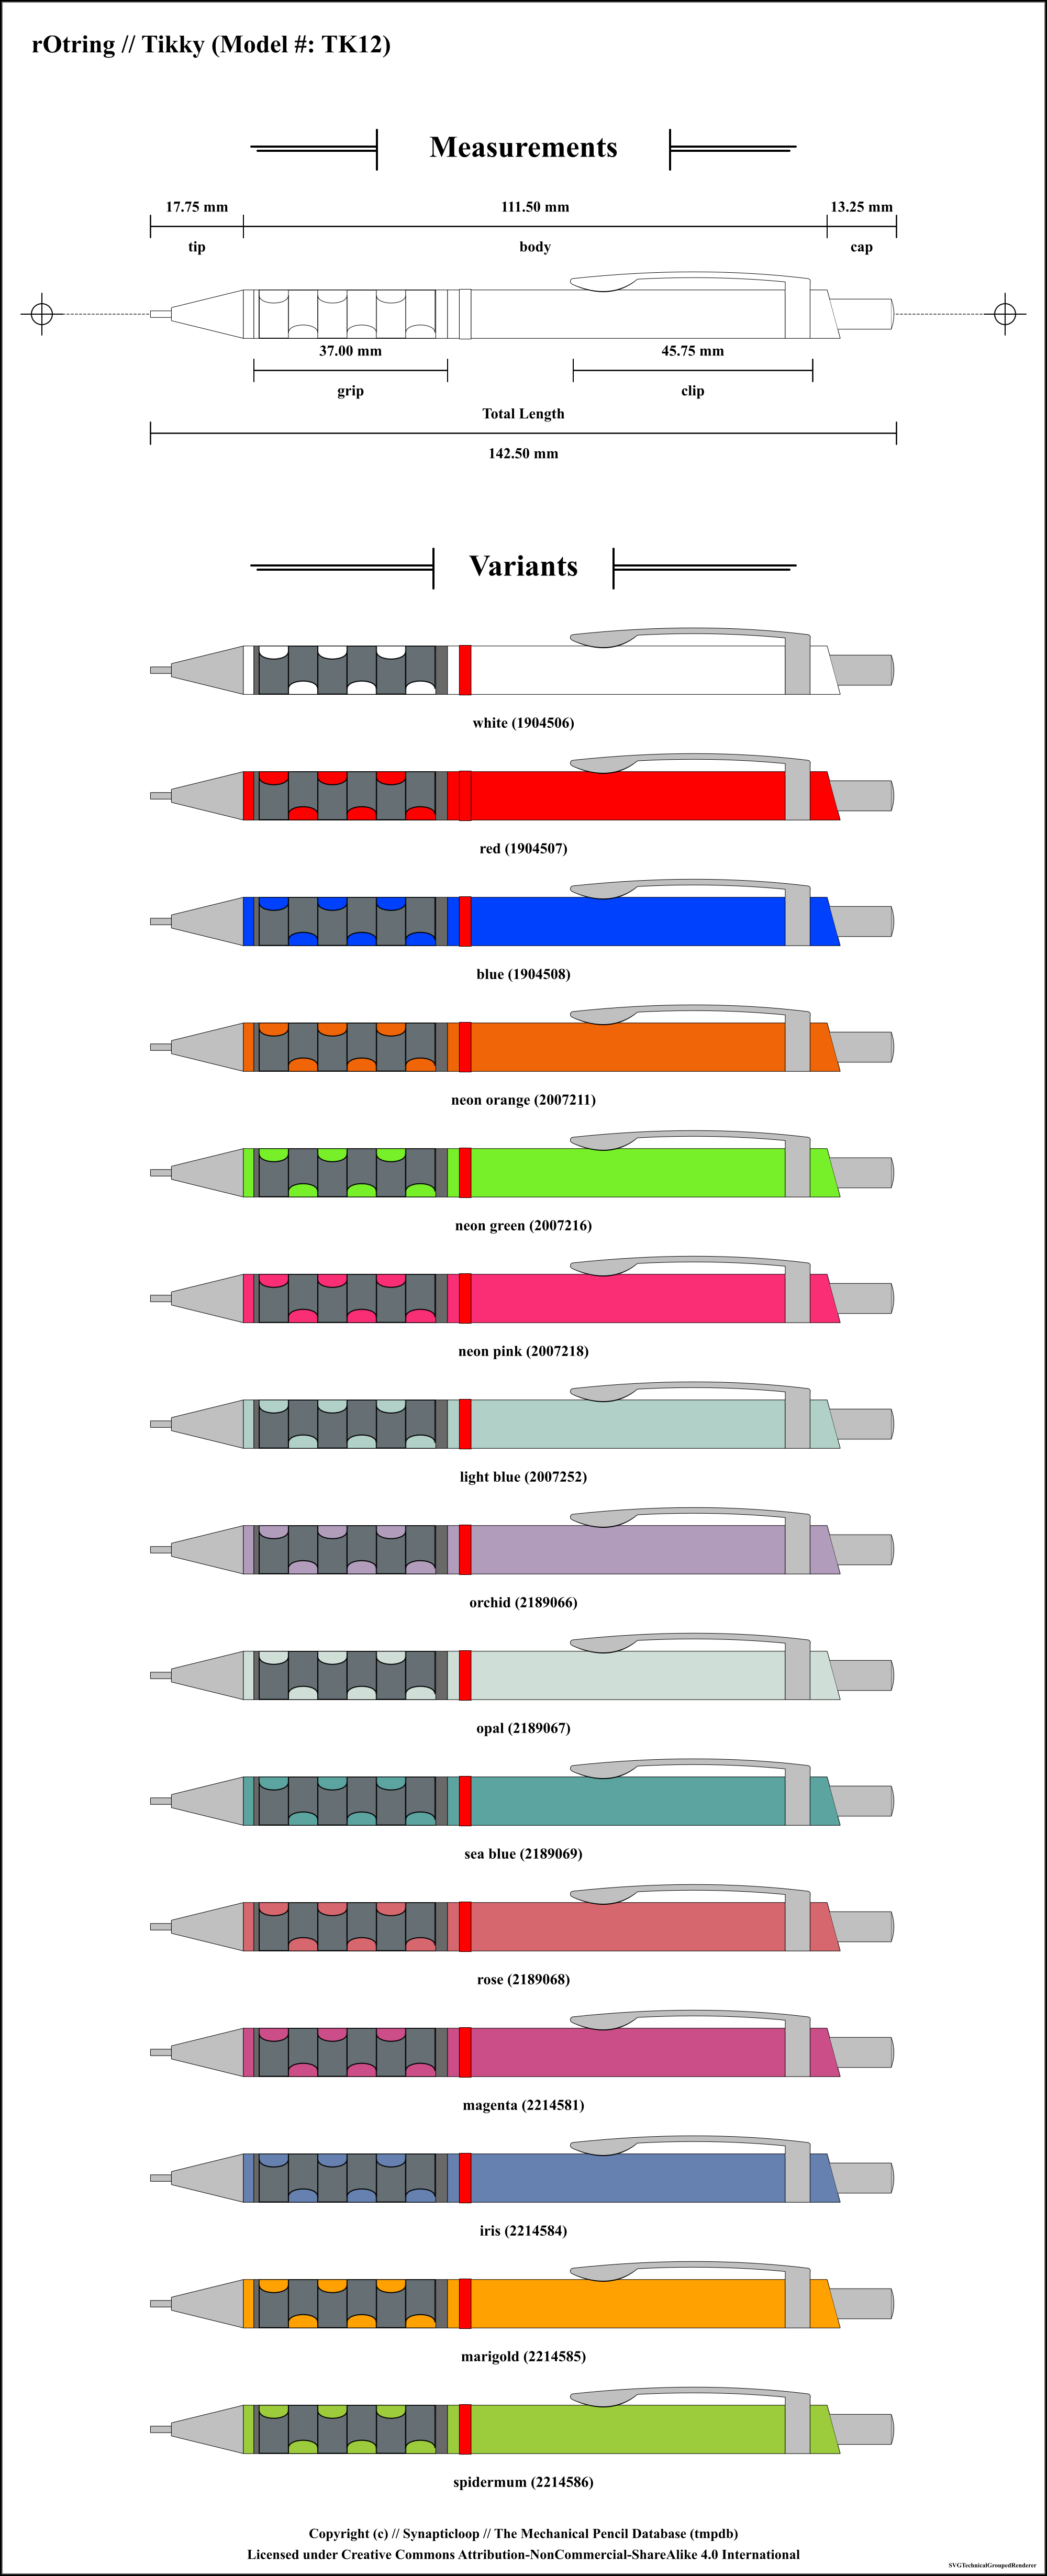 rOtring // Tikky (Model #: TK12)
Measurements
17.75 mm 111.50 mm 13.25 mm
tip body cap
37.00 mm 45.75 mm
grip clip
Total Length
142.50 mm
Variants
white (1904506)
red (1904507)
blue (1904508)
neon orange (2007211)
neon green (2007216)
neon pink (2007218)
light blue (2007252)
orchid (2189066)
opal (2189067)
sea blue (2189069)
rose (2189068)
magenta (2214581)
iris (2214584)
marigold (2214585)
spidermum (2214586)
Copyright (c) // Synapticloop // The Mechanical Pencil Database (tmpdb)
Licensed under Creative Commons Attribution-NonCommercial-ShareAlike 4.0 International
SVGTechnicalGroupedRenderer